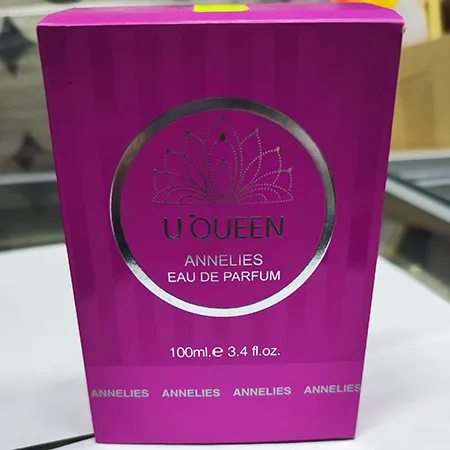 U QUEEN
ANNELIES
EAU DE PARFUM
100ml.℮ 3.4 fl.oz.
ANNELIES ANNELIES ANNELIES ANNELIES